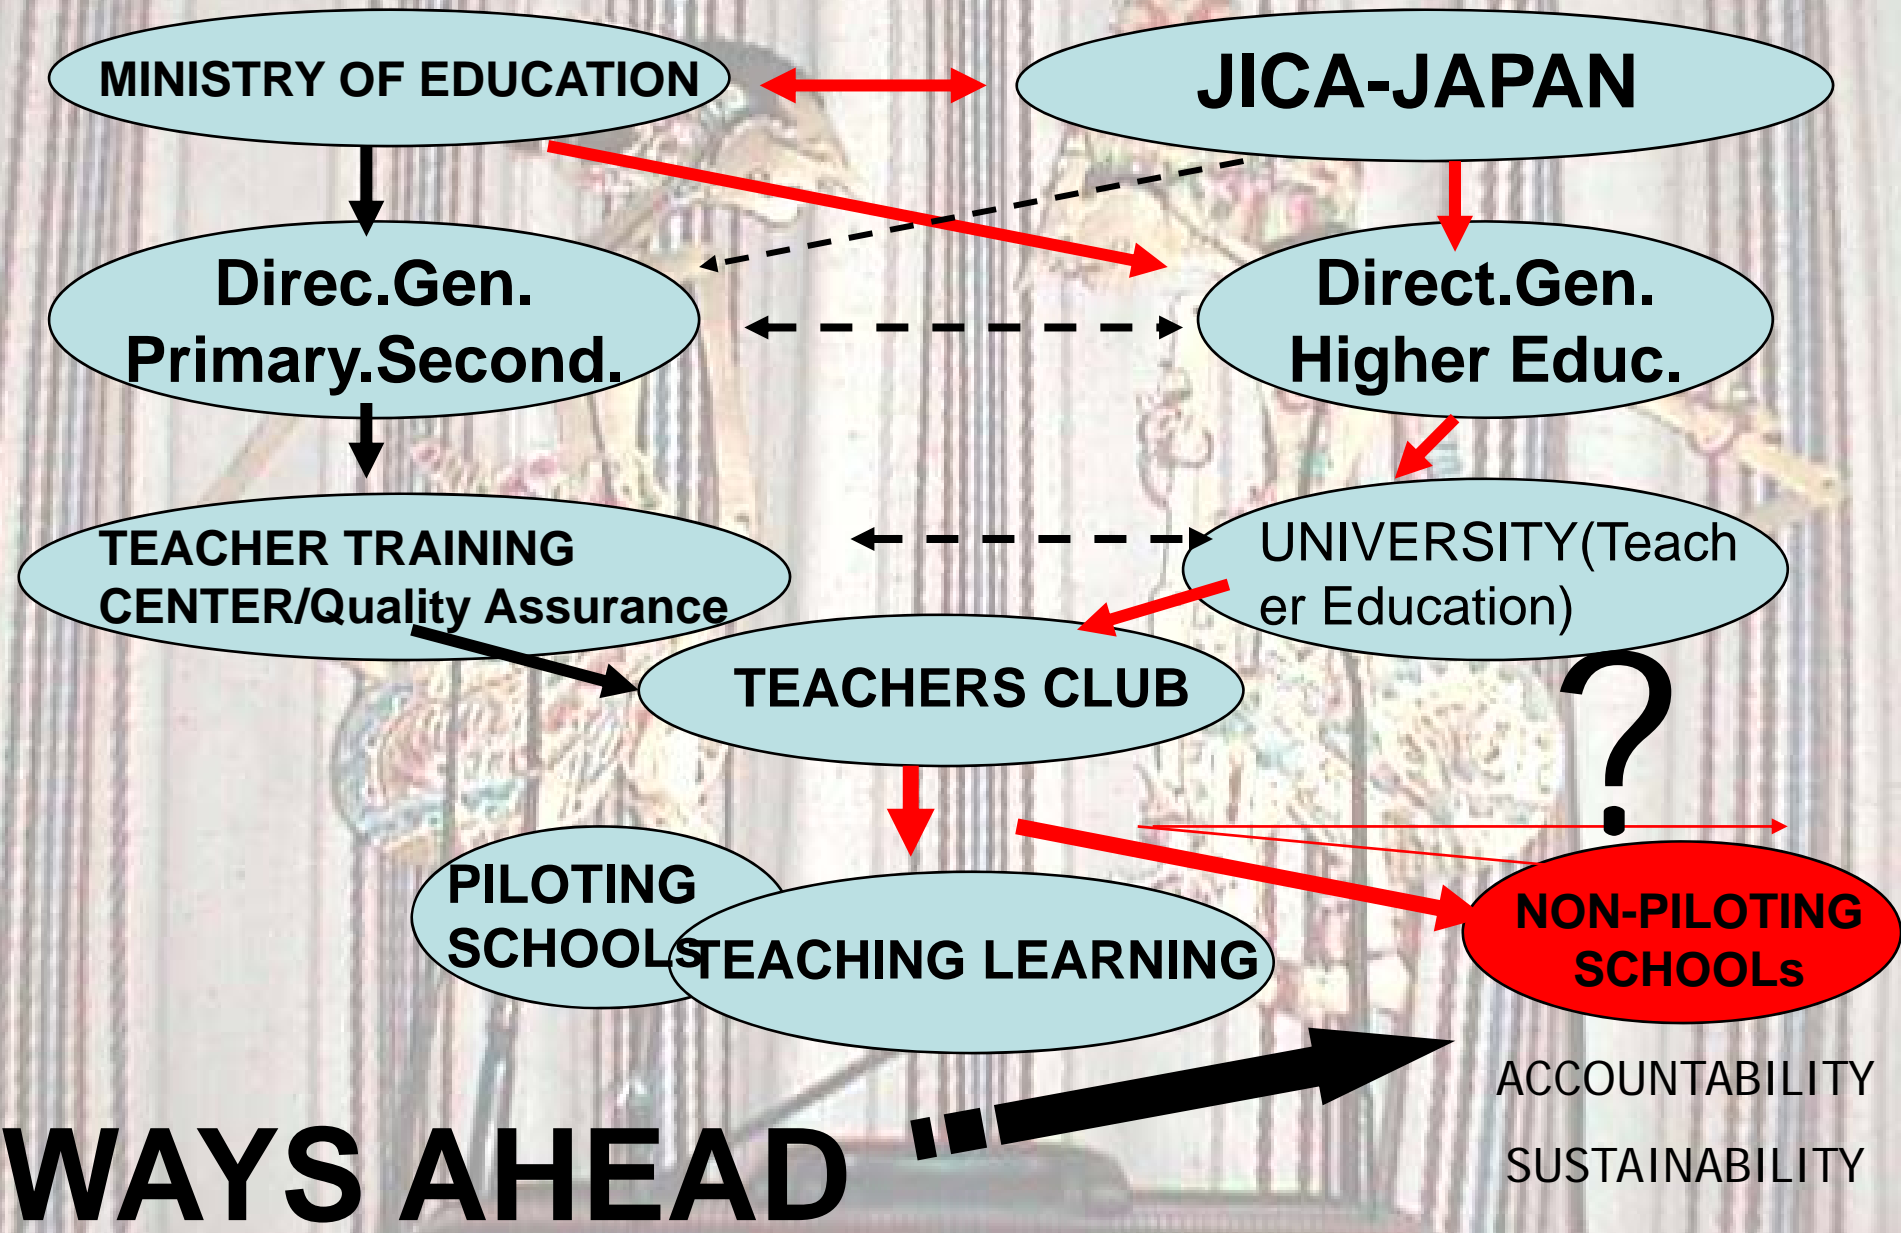 MINISTRY OF EDUCATION
JICA-JAPAN
Direc.Gen.
Primary.Second.
Direct.Gen.
Higher Educ.
TEACHER TRAINING
CENTER/Quality Assurance
UNIVERSITY(Teach
er Education)
TEACHERS CLUB
?
PILOTING
SCHOOLs
TEACHING LEARNING
NON-PILOTING
SCHOOLs
ACCOUNTABILITY
SUSTAINABILITY
WAYS AHEAD